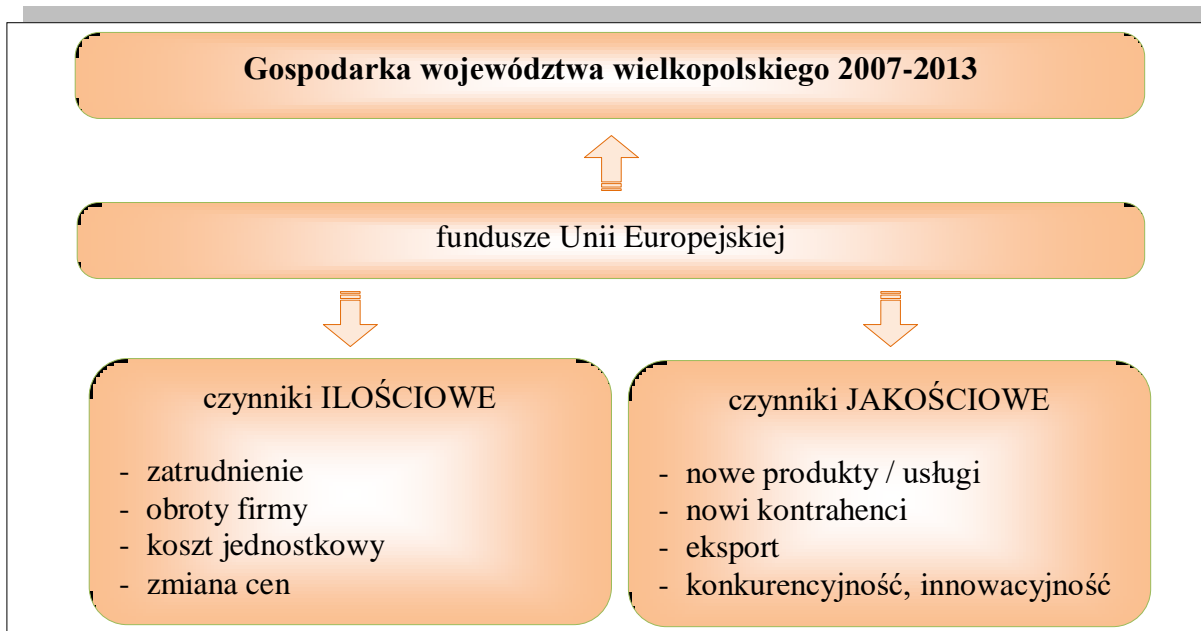 Gospodarka województwa wielkopolskiego 2007-2013
fundusze Unii Europejskiej
czynniki ILOŚCIOWE
- zatrudnienie
- obroty firmy
- koszt jednostkowy
- zmiana cen
czynniki JAKOŚCIOWE
- nowe produkty / usługi
- nowi kontrahenci
- eksport
- konkurencyjność, innowacyjność